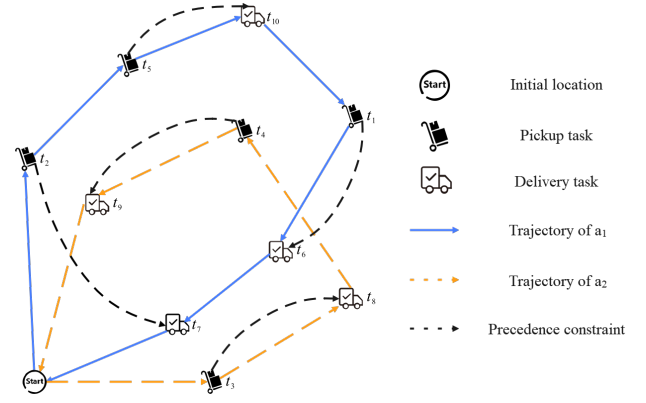 t10
t5
t1
t4
t2
t9
t6
t8
t7
Start
t3
Start
Initial location
Pickup task
Delivery task
Trajectory of a1
Trajectory of a2
Precedence constraint